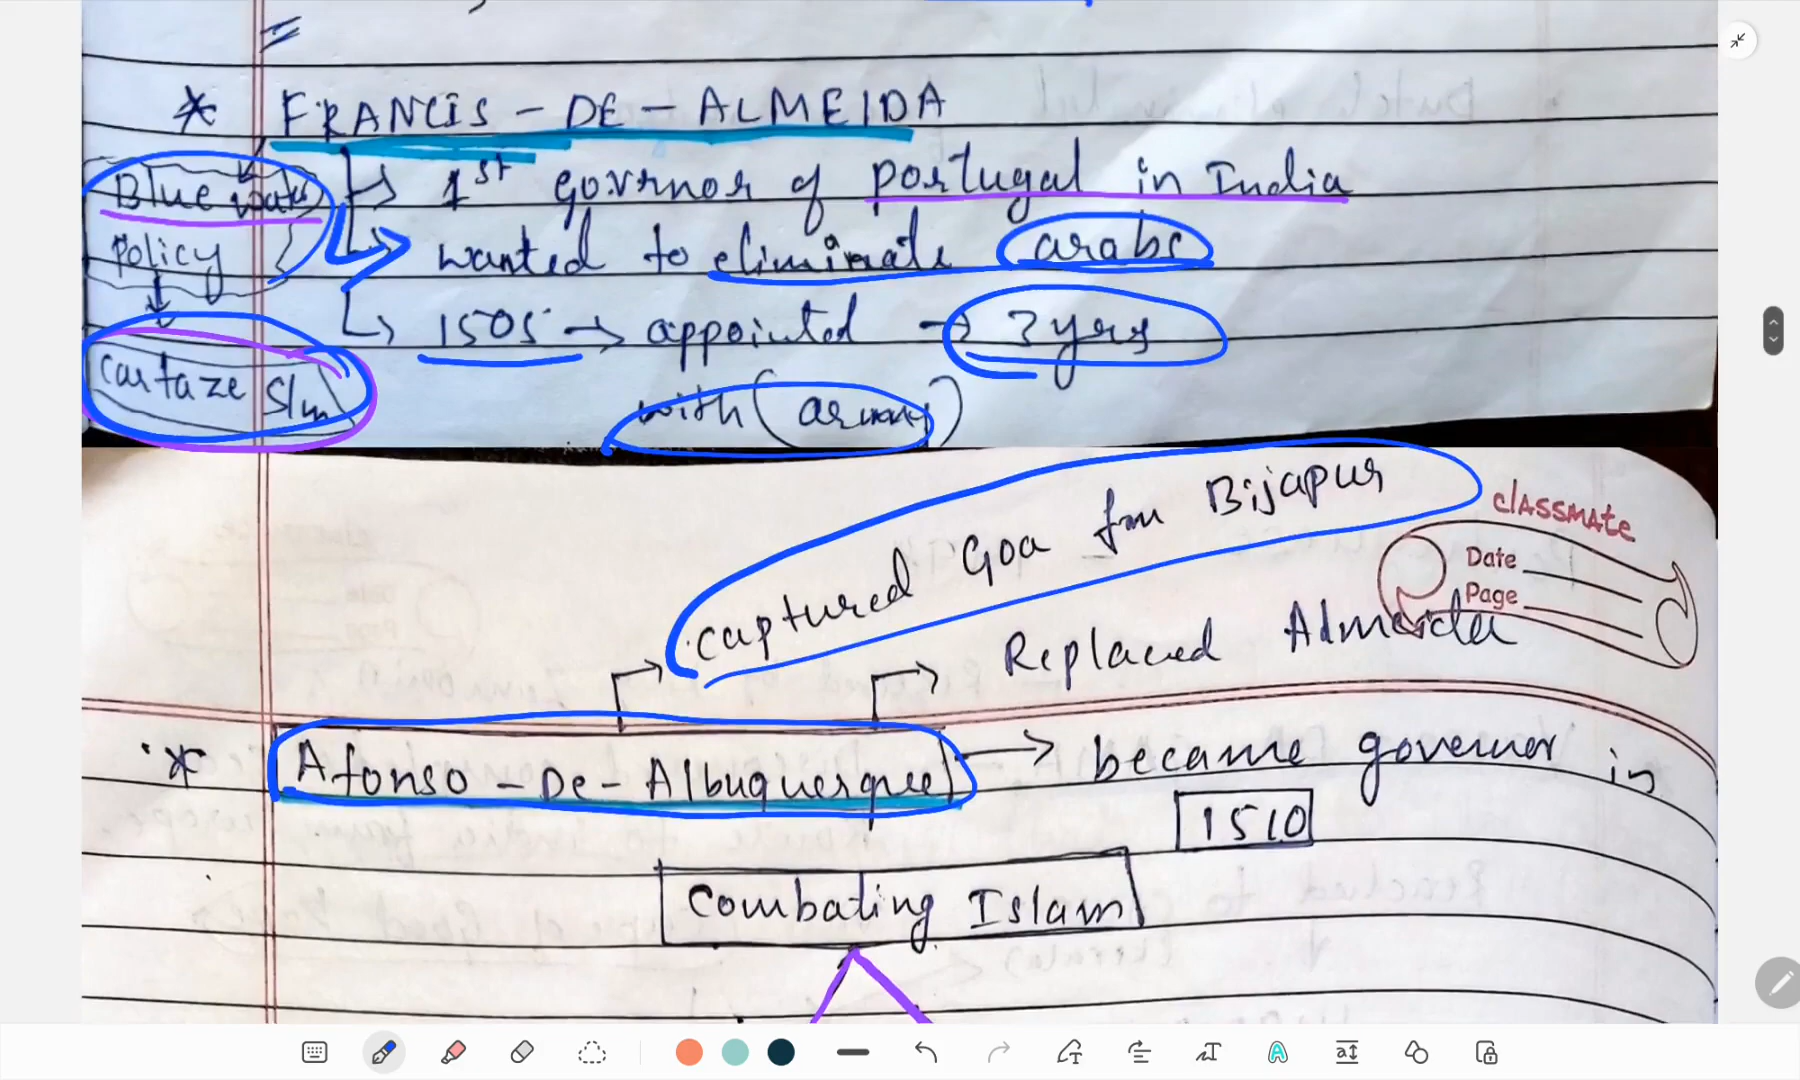 * FRANCIS - DE - ALMEIDA
Blue water policy
cartaze s/m
1st governor of portugal in India
wanted to eliminate arabs
1505 → appointed → 3 yrs
with (army)
captured Goa from Bijapur
classmate
Date
Page
Replaced Almeida
* Afonso - De - Albuquerque → became governor in
1510
Combating Islam